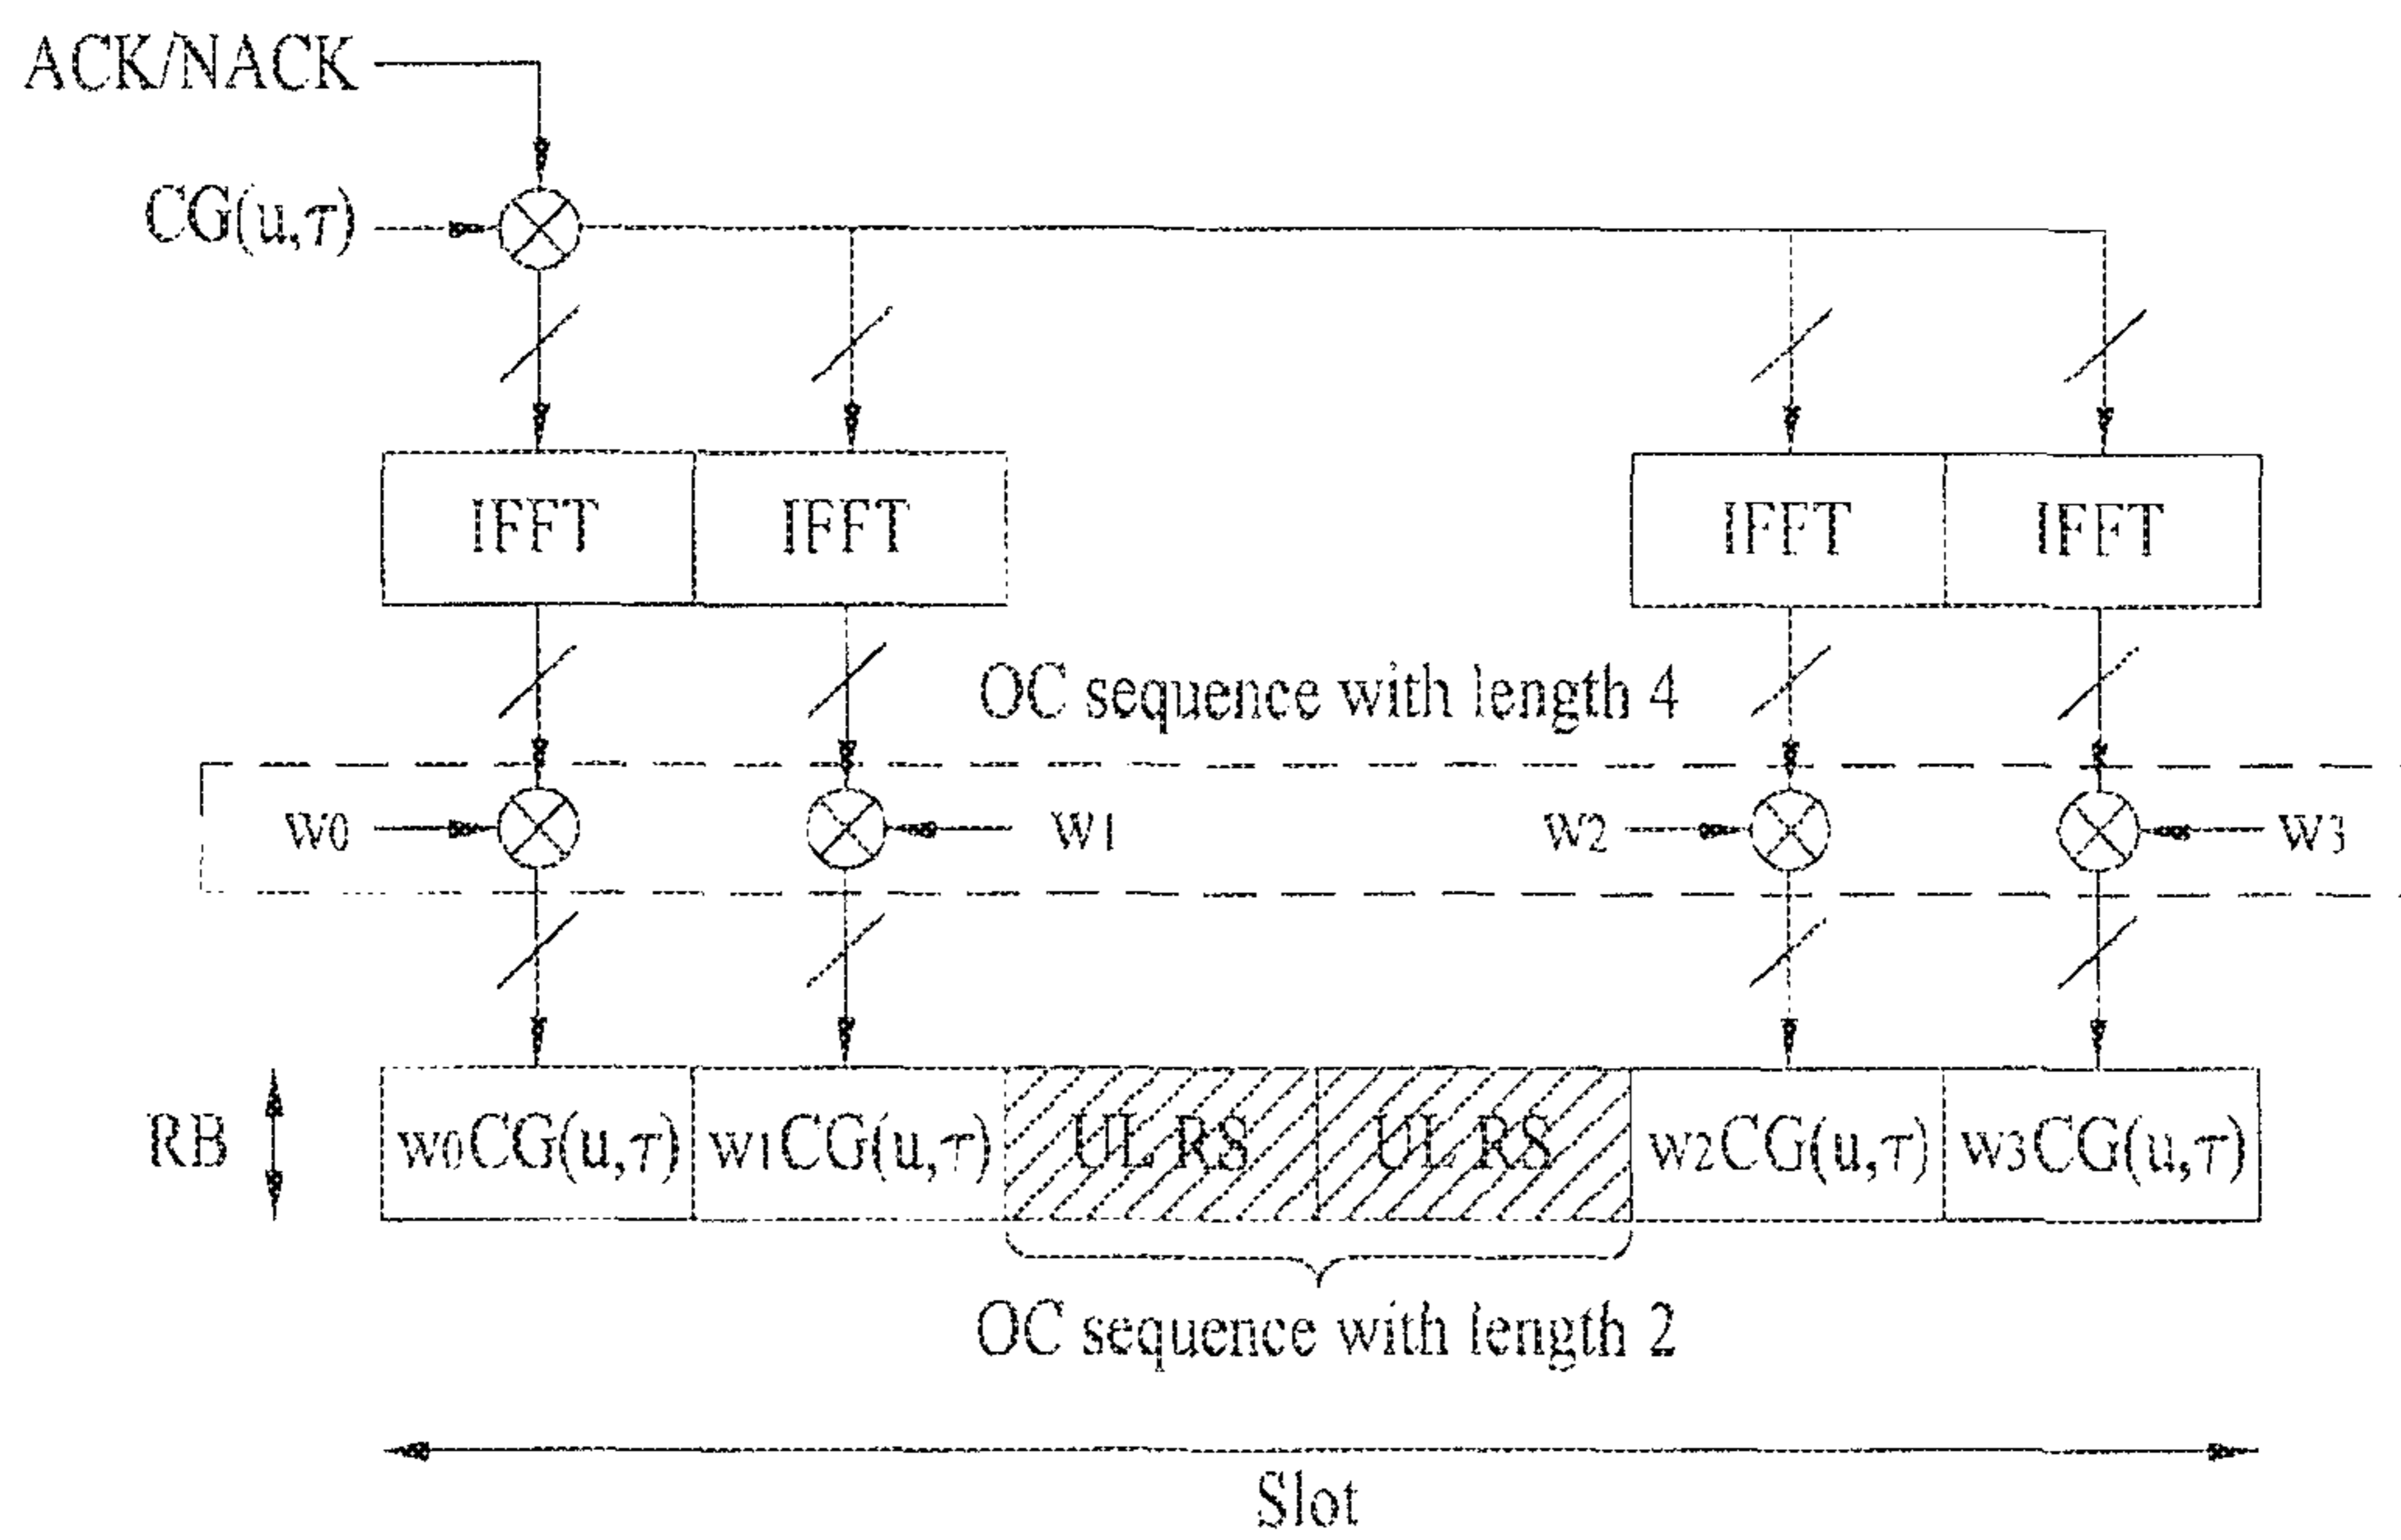 ACK/NACK
CG(u,τ)
IFFT IFFT IFFT IFFT
OC sequence with length 4
w0 w1 w2 w3
RB w0CG(u,τ) w1CG(u,τ) UL RS UL RS w2CG(u,τ) w3CG(u,τ)
OC sequence with length 2
Slot